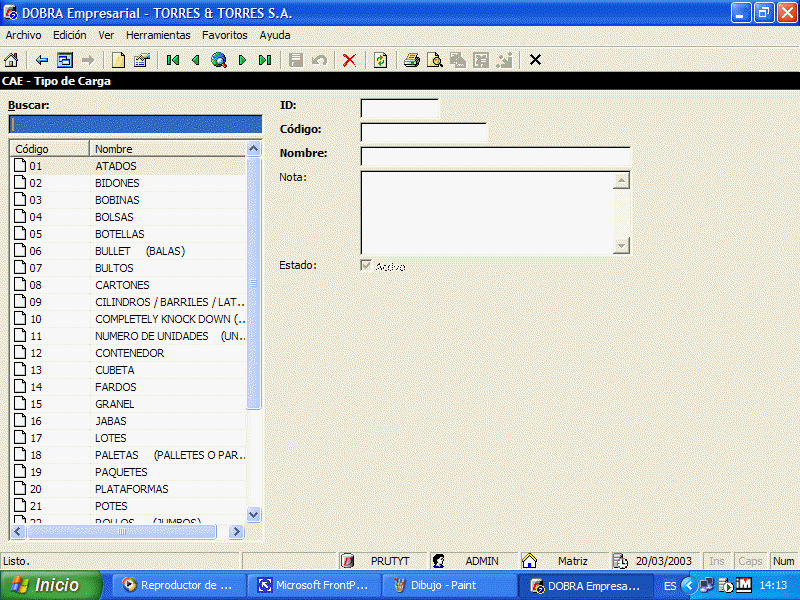 DOBRA Empresarial - TORRES & TORRES S.A.
Archivo Edición Ver Herramientas Favoritos Ayuda
CAE - Tipo de Carga
Buscar:
Código Nombre
01 ATADOS
02 BIDONES
03 BOBINAS
04 BOLSAS
05 BOTELLAS
06 BULLET (BALAS)
07 BULTOS
08 CARTONES
09 CILINDROS / BARRILES / LAT..
10 COMPLETELY KNOCK DOWN (..
11 NUMERO DE UNIDADES (UN..
12 CONTENEDOR
13 CUBETA
14 FARDOS
15 GRANEL
16 JABAS
17 LOTES
18 PALETAS (PALLETES O PAR..
19 PAQUETES
20 PLATAFORMAS
21 POTES
22 ROLLOS (JUMBOS)
ID:
Código:
Nombre:
Nota:
Estado: Activo
Listo. PRUTYT ADMIN Matriz 20/03/2003 Ins Caps Num
Inicio Reproductor de ... Microsoft FrontP... Dibujo - Paint DOBRA Empresa... ES 14:13